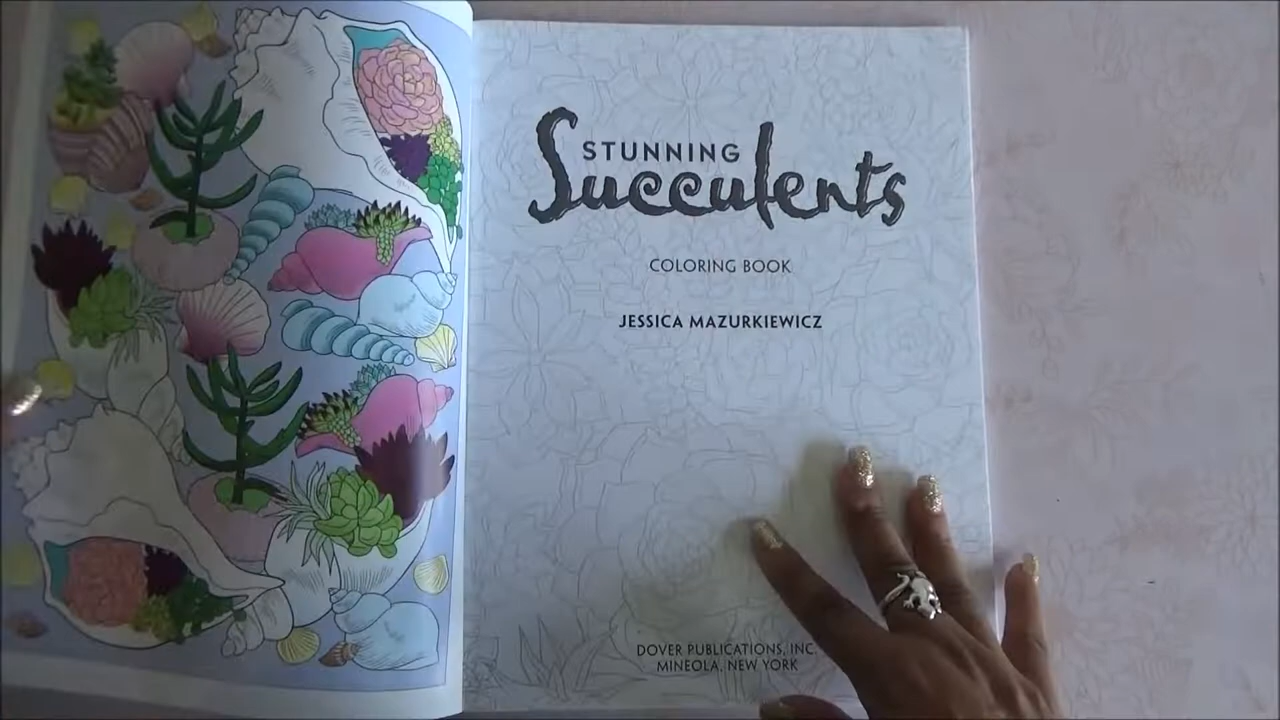 STUNNING
Succulents
COLORING BOOK
JESSICA MAZURKIEWICZ
DOVER PUBLICATIONS, INC
MINEOLA, NEW YORK